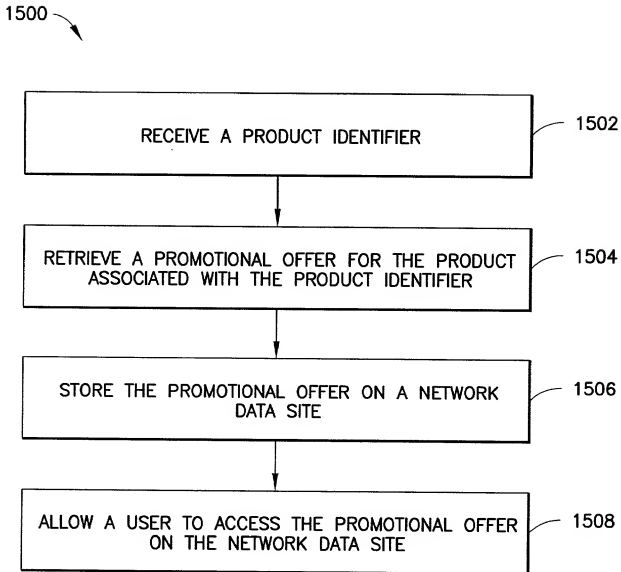 1500
RECEIVE A PRODUCT IDENTIFIER
1502
RETRIEVE A PROMOTIONAL OFFER FOR THE PRODUCT
ASSOCIATED WITH THE PRODUCT IDENTIFIER
1504
STORE THE PROMOTIONAL OFFER ON A NETWORK
DATA SITE
1506
ALLOW A USER TO ACCESS THE PROMOTIONAL OFFER
ON THE NETWORK DATA SITE
1508